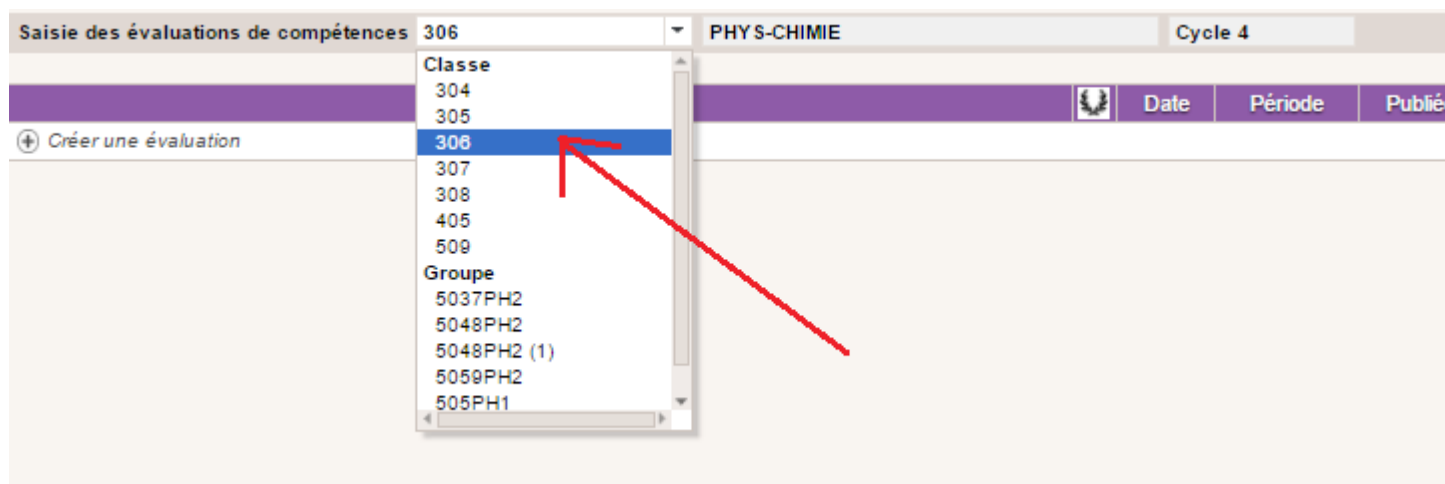 Saisie des évaluations de compétences 306 PHYS-CHIMIE Cycle 4
Classe
304
Date Période Publié
305
Créer une évaluation
306
307
308
405
509
Groupe
5037PH2
5048PH2
5048PH2 (1)
5059PH2
505PH1